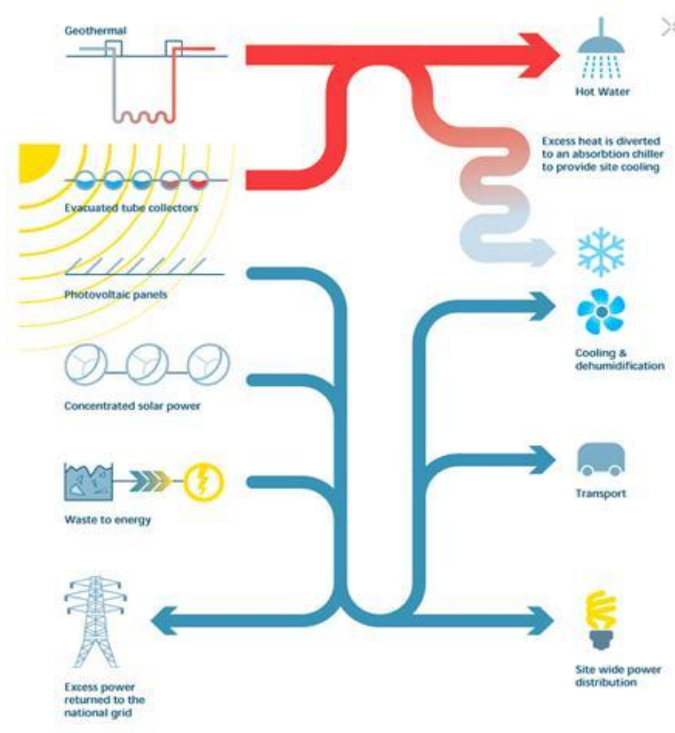 Geothermal
Hot Water
Excess heat is diverted
to an absorbtion chiller
to provide site cooling
Evacuated tube collectors
Photovoltaic panels
Cooling &
dehumidification
Concentrated solar power
Transport
Waste to energy
Site wide power
distribution
Excess power
returned to the
national grid